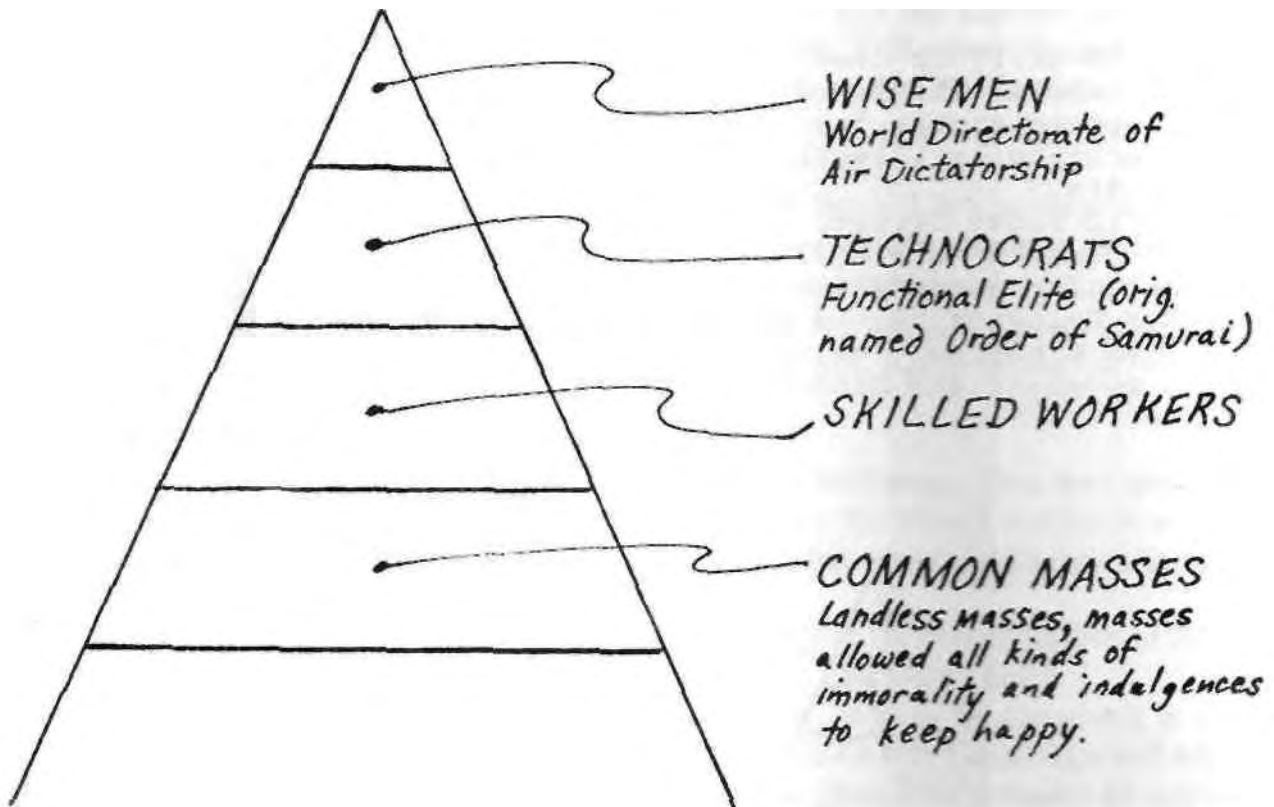 WISE MEN
World Directorate of
Air Dictatorship
TECHNOCRATS
Functional Elite (orig.
named Order of Samurai)
SKILLED WORKERS
COMMON MASSES
Landless masses, masses
allowed all kinds of
immorality and indulgences
to keep happy.